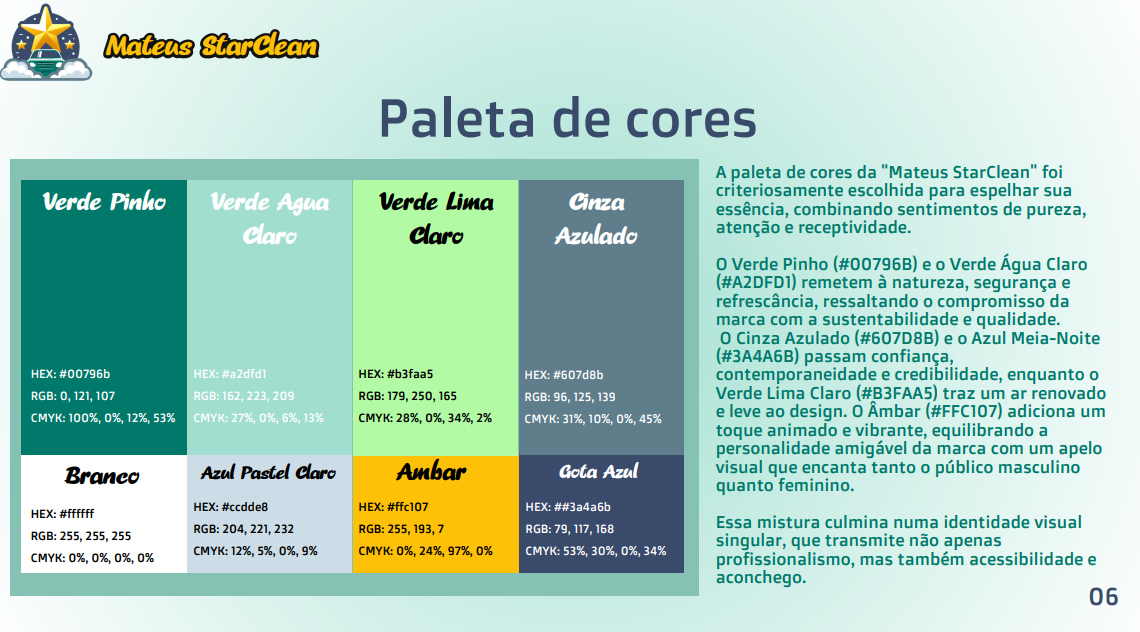 Mateus StarClean
Paleta de cores
Verde Pinho
HEX: #00796b
RGB: 0, 121, 107
CMYK: 100%, 0%, 12%, 53%
Verde Agua
Claro
HEX: #a2dfd1
RGB: 162, 223, 209
CMYK: 27%, 0%, 6%, 13%
Verde Lima
Claro
HEX: #b3faa5
RGB: 179, 250, 165
CMYK: 28%, 0%, 34%, 2%
Cinza
Azulado
HEX: #607d8b
RGB: 96, 125, 139
CMYK: 31%, 10%, 0%, 45%
Branco
HEX: #ffffff
RGB: 255, 255, 255
CMYK: 0%, 0%, 0%, 0%
Azul Pastel Claro
HEX: #ccdde8
RGB: 204, 221, 232
CMYK: 12%, 5%, 0%, 9%
Ambar
HEX: #ffc107
RGB: 255, 193, 7
CMYK: 0%, 24%, 97%, 0%
Gota Azul
HEX: ##3a4a6b
RGB: 79, 117, 168
CMYK: 53%, 30%, 0%, 34%
A paleta de cores da "Mateus StarClean" foi
criteriosamente escolhida para espelhar sua
essência, combinando sentimentos de pureza,
atenção e receptividade.
O Verde Pinho (#00796B) e o Verde Água Claro
(#A2DFD1) remetem à natureza, segurança e
refrescância, ressaltando o compromisso da
marca com a sustentabilidade e qualidade.
O Cinza Azulado (#607D8B) e o Azul Meia-Noite
(#3A4A6B) passam confiança,
contemporaneidade e credibilidade, enquanto o
Verde Lima Claro (#B3FAA5) traz um ar renovado
e leve ao design. O Âmbar (#FFC107) adiciona um
toque animado e vibrante, equilibrando a
personalidade amigável da marca com um apelo
visual que encanta tanto o público masculino
quanto feminino.
Essa mistura culmina numa identidade visual
singular, que transmite não apenas
profissionalismo, mas também acessibilidade e
aconchego.
06